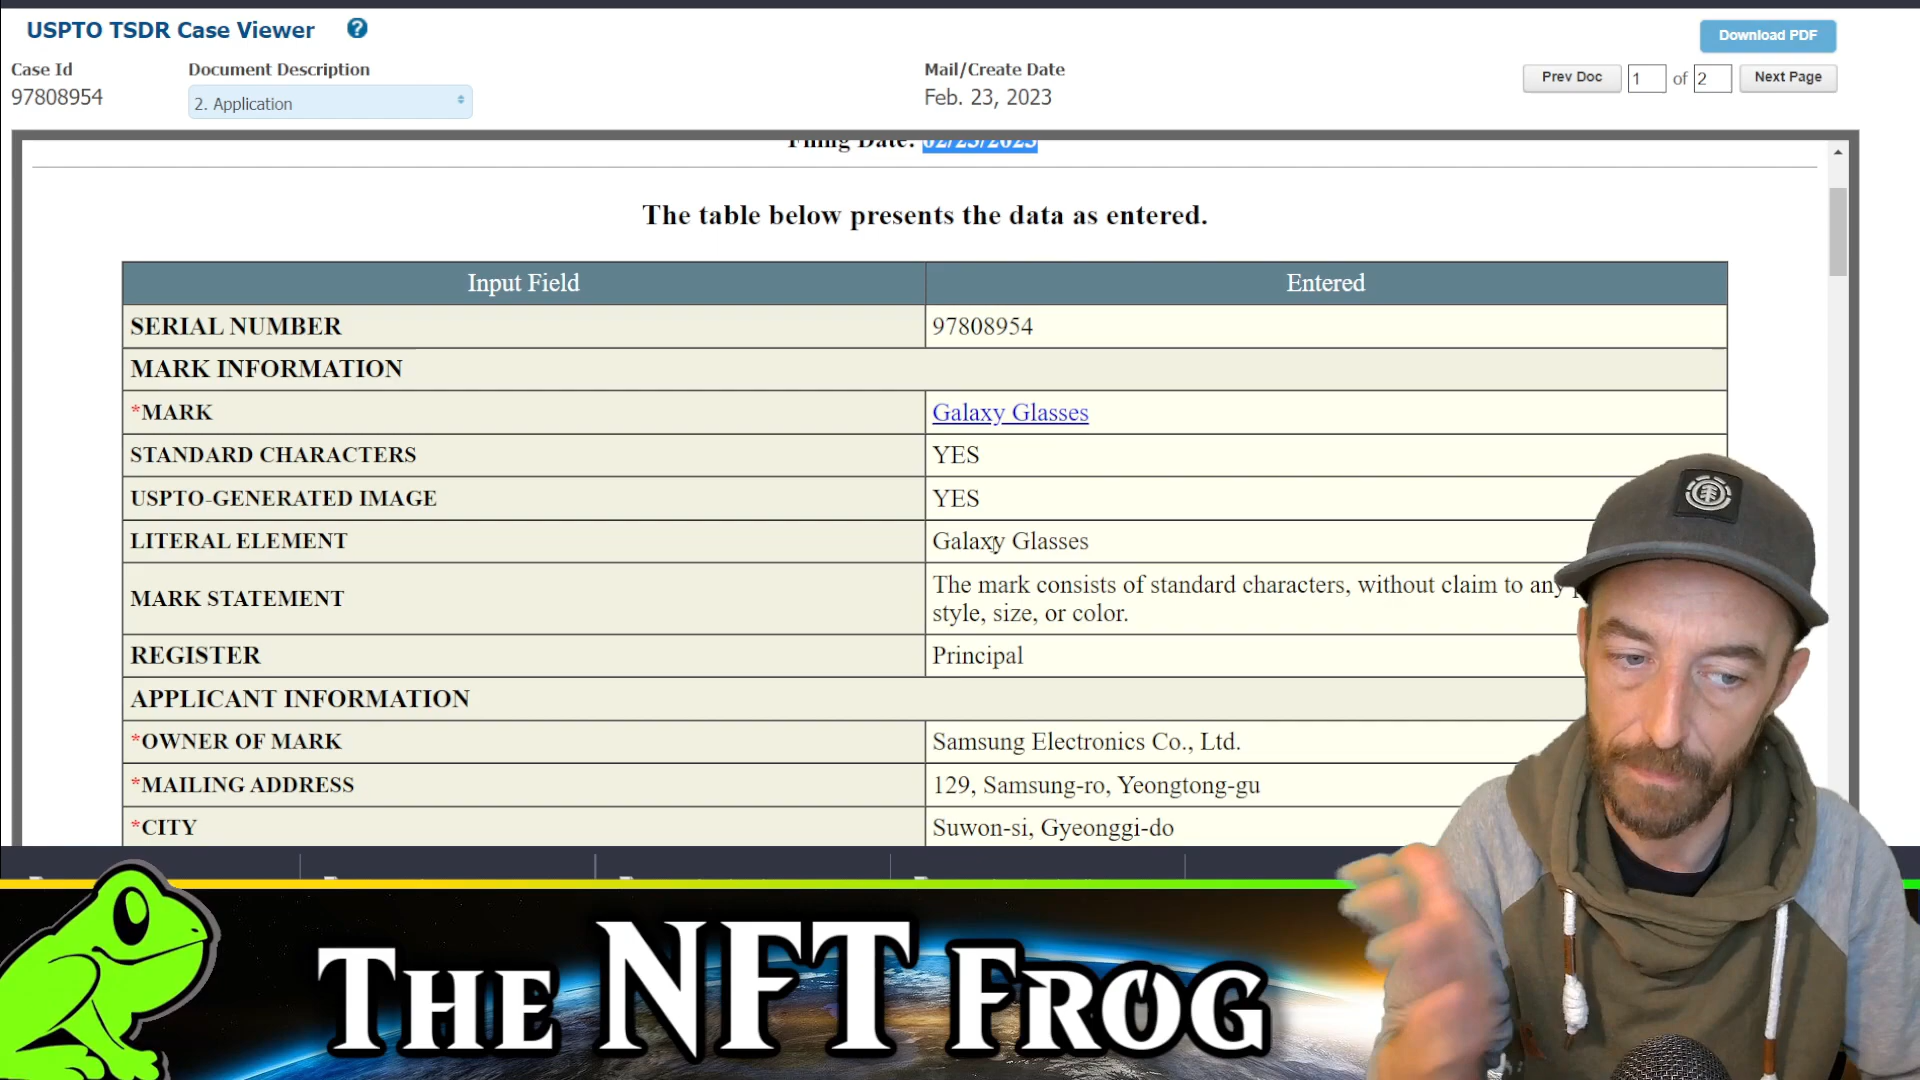 USPTO TSDR Case Viewer ?
Download PDF
Case Id
Document Description
Mail/Create Date
Prev Doc 1 of 2 Next Page
97808954
2. Application
Feb. 23, 2023
Filing Date: 02/23/2023
The table below presents the data as entered.
Input Field Entered
SERIAL NUMBER 97808954
MARK INFORMATION
*MARK Galaxy Glasses
STANDARD CHARACTERS YES
USPTO-GENERATED IMAGE YES
LITERAL ELEMENT Galaxy Glasses
MARK STATEMENT The mark consists of standard characters, without claim to any
style, size, or color.
REGISTER Principal
APPLICANT INFORMATION
*OWNER OF MARK Samsung Electronics Co., Ltd.
*MAILING ADDRESS 129, Samsung-ro, Yeongtong-gu
*CITY Suwon-si, Gyeonggi-do
THE NFT FROG